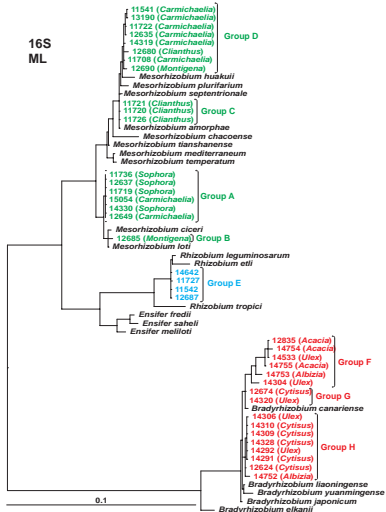 16S
ML
11541 (Carmichaelia)
13190 (Carmichaelia)
11722 (Carmichaelia)
12635 (Carmichaelia)
14319 (Carmichaelia)
12680 (Clianthus)
11708 (Carmichaelia)
12690 (Montigena)
Group D
Mesorhizobium huakuii
Mesorhizobium plurifarium
Mesorhizobium septentrionale
11721 (Clianthus)
11720 (Clianthus)
11726 (Clianthus)
Group C
Mesorhizobium amorphae
Mesorhizobium chacoense
Mesorhizobium tianshanense
Mesorhizobium mediterraneum
Mesorhizobium temperatum
11736 (Sophora)
12637 (Sophora)
11719 (Sophora)
15054 (Carmichaelia)
14330 (Sophora)
12649 (Carmichaelia)
Group A
Mesorhizobium ciceri
12685 (Montigena)
Group B
Mesorhizobium loti
Rhizobium leguminosarum
Rhizobium etli
14642
11727
11542
12687
Group E
Rhizobium tropici
Ensifer fredii
Ensifer saheli
Ensifer meliloti
12835 (Acacia)
14754 (Acacia)
14533 (Ulex)
14755 (Acacia)
14753 (Albizia)
14304 (Ulex)
Group F
12674 (Cytisus)
14320 (Ulex)
Group G
Bradyrhizobium canariense
14306 (Ulex)
14310 (Cytisus)
14309 (Cytisus)
14328 (Cytisus)
14292 (Ulex)
14291 (Cytisus)
12624 (Cytisus)
14752 (Albizia)
Group H
Bradyrhizobium liaoningense
Bradyrhizobium yuanmingense
Bradyrhizobium japonicum
Bradyrhizobium elkanii
0.1